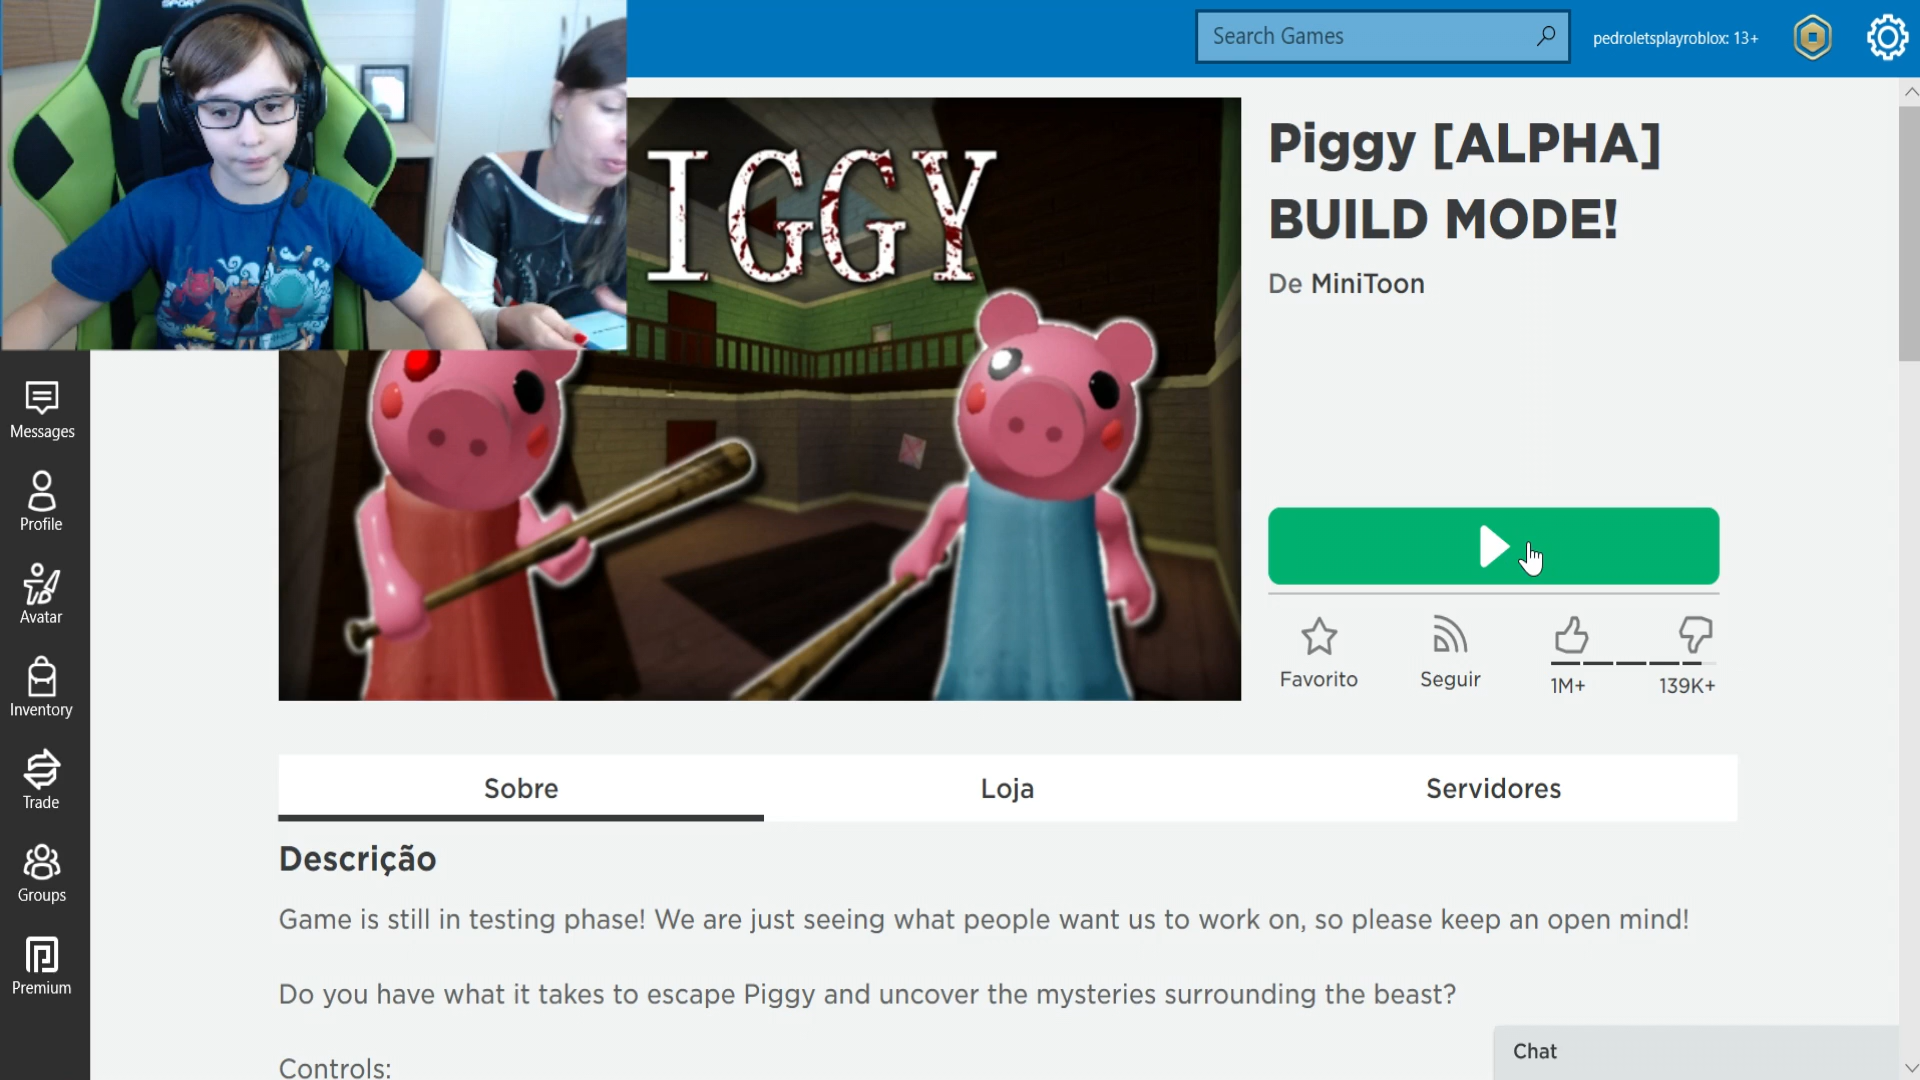 SPORT
Search Games
pedroletsplayroblox: 13+
IGGY
Piggy [ALPHA]
BUILD MODE!
De MiniToon
Messages
Profile
Avatar
Inventory
Trade
Groups
Premium
Favorito
Seguir
1M+
139K+
Sobre
Loja
Servidores
Descrição
Game is still in testing phase! We are just seeing what people want us to work on, so please keep an open mind!
Do you have what it takes to escape Piggy and uncover the mysteries surrounding the beast?
Controls:
Chat